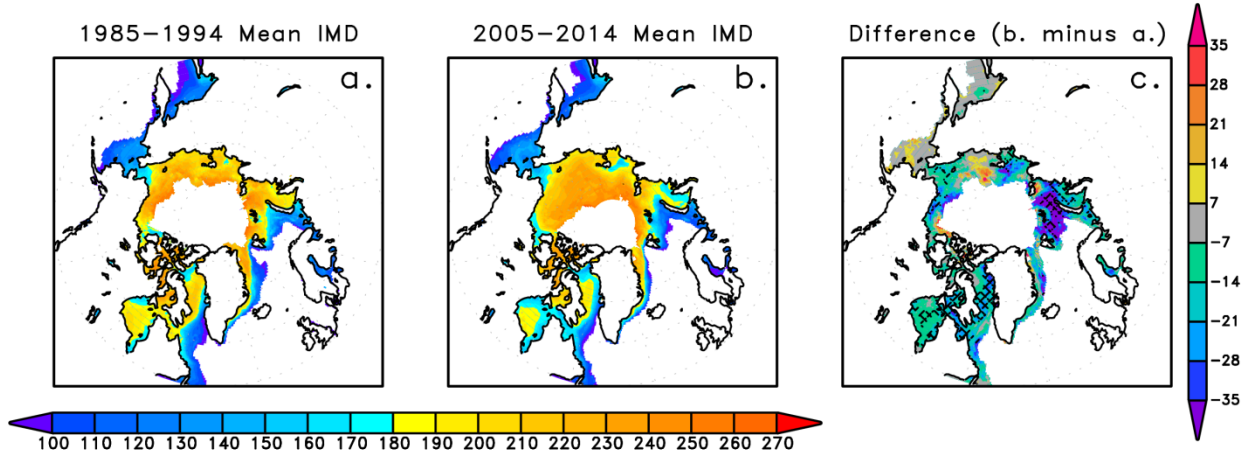 1985−1994 Mean IMD
2005−2014 Mean IMD
Difference (b. minus a.)
a.
b.
c.
35
28
21
14
7
−7
−14
−21
−28
−35
100 110 120 130 140 150 160 170 180 190 200 210 220 230 240 250 260 270